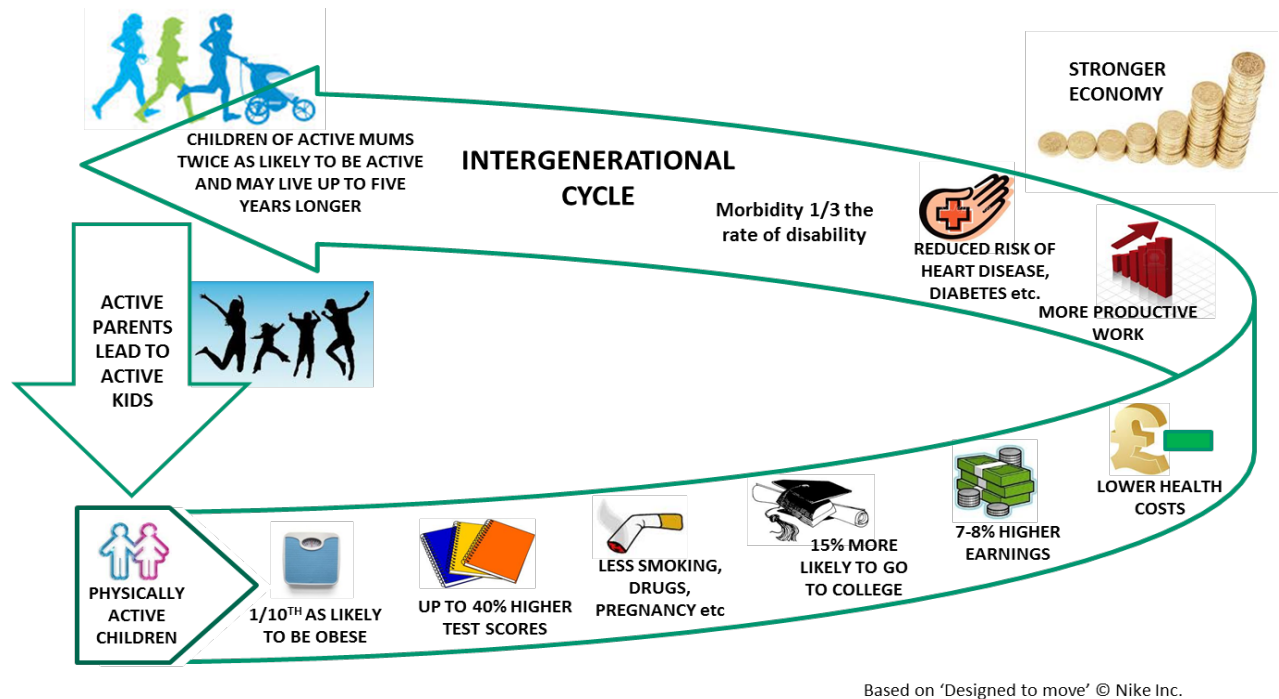 STRONGER
ECONOMY
CHILDREN OF ACTIVE MUMS
TWICE AS LIKELY TO BE ACTIVE
AND MAY LIVE UP TO FIVE
YEARS LONGER
INTERGENERATIONAL
CYCLE
Morbidity 1/3 the
rate of disability
REDUCED RISK OF
HEART DISEASE,
DIABETES etc.
MORE PRODUCTIVE
WORK
ACTIVE
PARENTS
LEAD TO
ACTIVE
KIDS
PHYSICALLY
ACTIVE
CHILDREN
1/10TH AS LIKELY
TO BE OBESE
UP TO 40% HIGHER
TEST SCORES
LESS SMOKING,
DRUGS,
PREGNANCY etc
15% MORE
LIKELY TO GO
TO COLLEGE
7-8% HIGHER
EARNINGS
LOWER HEALTH
COSTS
Based on ‘Designed to move’ © Nike Inc.